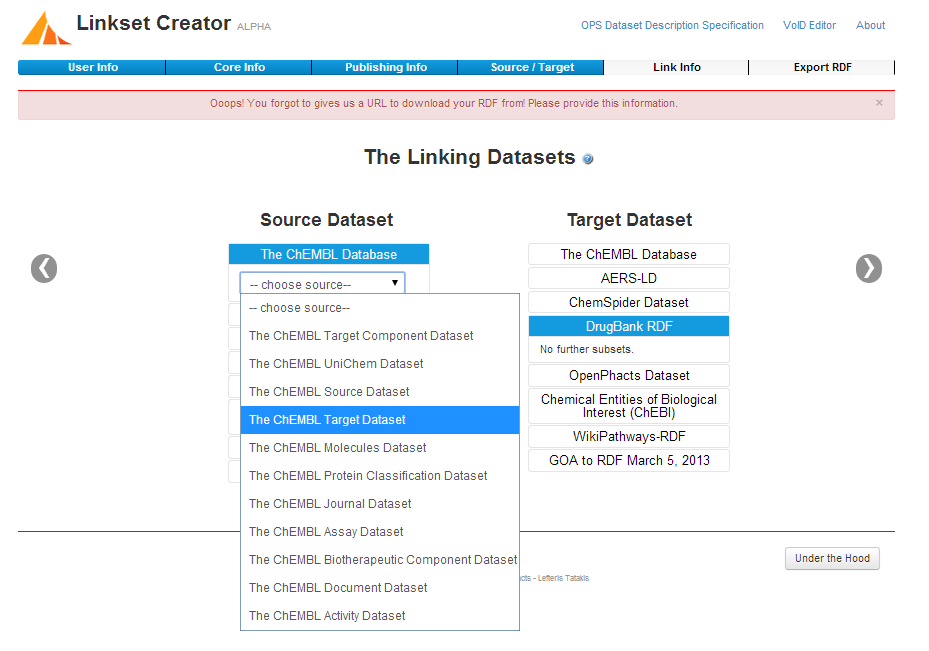 Linkset Creator ALPHA
OPS Dataset Description Specification VoID Editor About
User Info Core Info Publishing Info Source / Target Link Info Export RDF
Ooops! You forgot to gives us a URL to download your RDF from! Please provide this information. ×
The Linking Datasets ?
Source Dataset
The ChEMBL Database
-- choose source--
-- choose source--
The ChEMBL Target Component Dataset
The ChEMBL UniChem Dataset
The ChEMBL Source Dataset
The ChEMBL Target Dataset
The ChEMBL Molecules Dataset
The ChEMBL Protein Classification Dataset
The ChEMBL Journal Dataset
The ChEMBL Assay Dataset
The ChEMBL Biotherapeutic Component Dataset
The ChEMBL Document Dataset
The ChEMBL Activity Dataset
Target Dataset
The ChEMBL Database
AERS-LD
ChemSpider Dataset
DrugBank RDF
No further subsets.
OpenPhacts Dataset
Chemical Entities of Biological
Interest (ChEBI)
WikiPathways-RDF
GOA to RDF March 5, 2013
Under the Hood
- Lefteris Tatakis